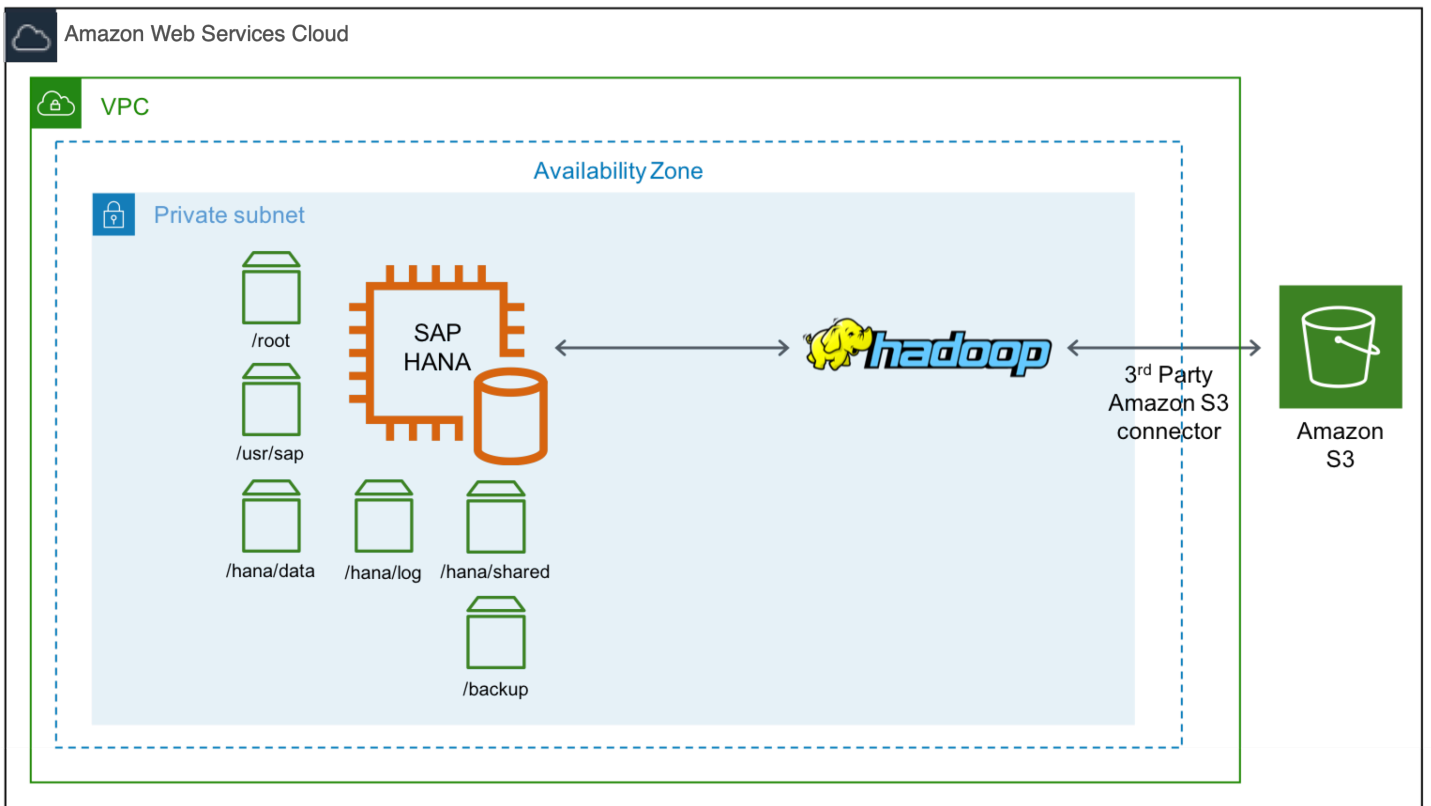 Amazon Web Services Cloud
VPC
Availability Zone
Private subnet
/root
SAP
HANA
/usr/sap
/hana/data
/hana/log
/hana/shared
/backup
hadoop
3rd Party
Amazon S3
connector
Amazon
S3